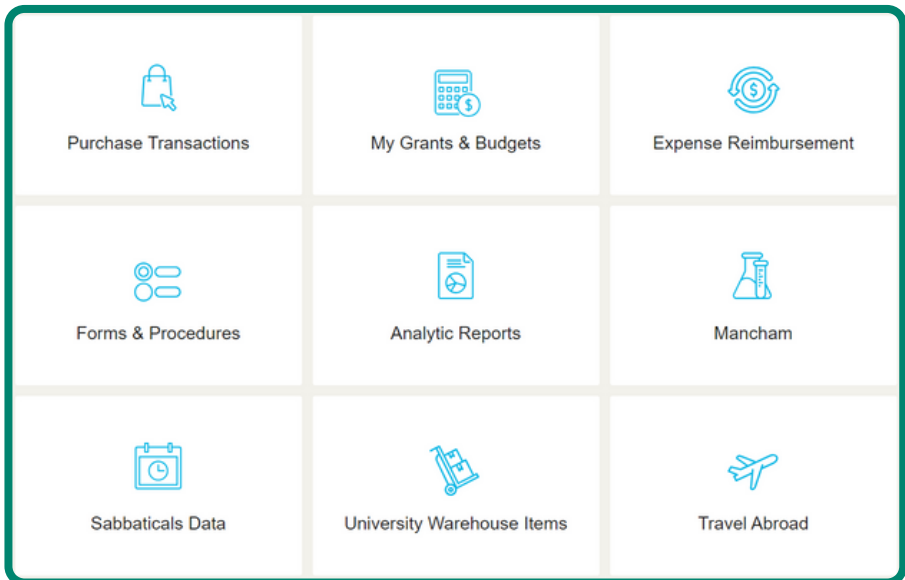 Purchase Transactions
My Grants & Budgets
Expense Reimbursement
Forms & Procedures
Analytic Reports
Mancham
Sabbaticals Data
University Warehouse Items
Travel Abroad